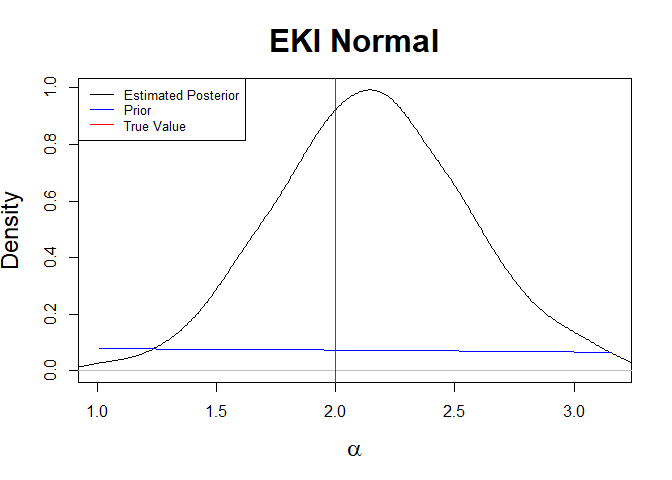 EKI Normal
Estimated Posterior
Prior
True Value
Density
1.0
0.8
0.6
0.4
0.2
0.0
1.0 1.5 2.0 2.5 3.0
α